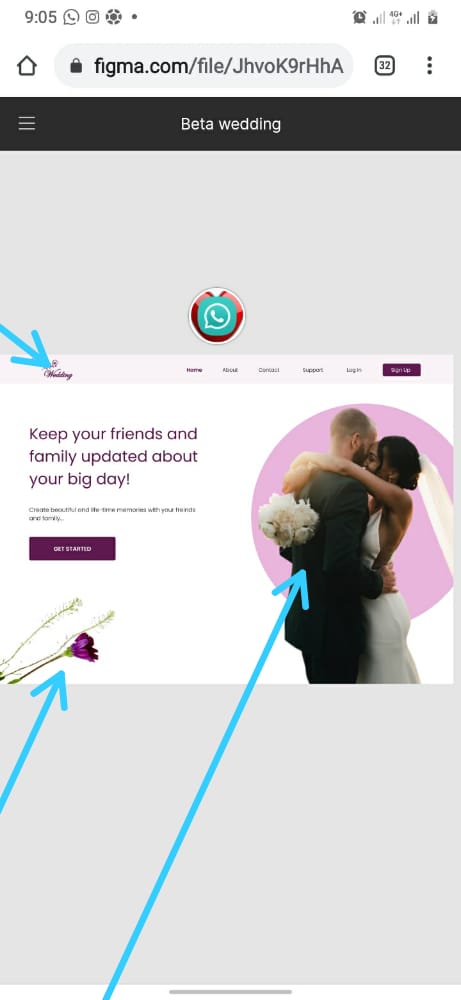 9:05
4G+
figma.com/file/JhvoK9rHhA
32
Beta wedding
Wedding
Home About Contact Support Log In Sign Up
Keep your friends and
family updated about
your big day!
Create beautiful and life-time memories with your freinds
and family...
GET STARTED